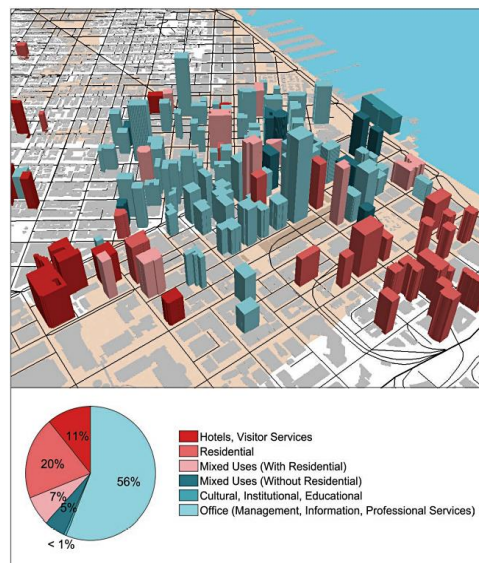 11%
20%
56%
7%
5%
< 1%
Hotels, Visitor Services
Residential
Mixed Uses (With Residential)
Mixed Uses (Without Residential)
Cultural, Institutional, Educational
Office (Management, Information, Professional Services)